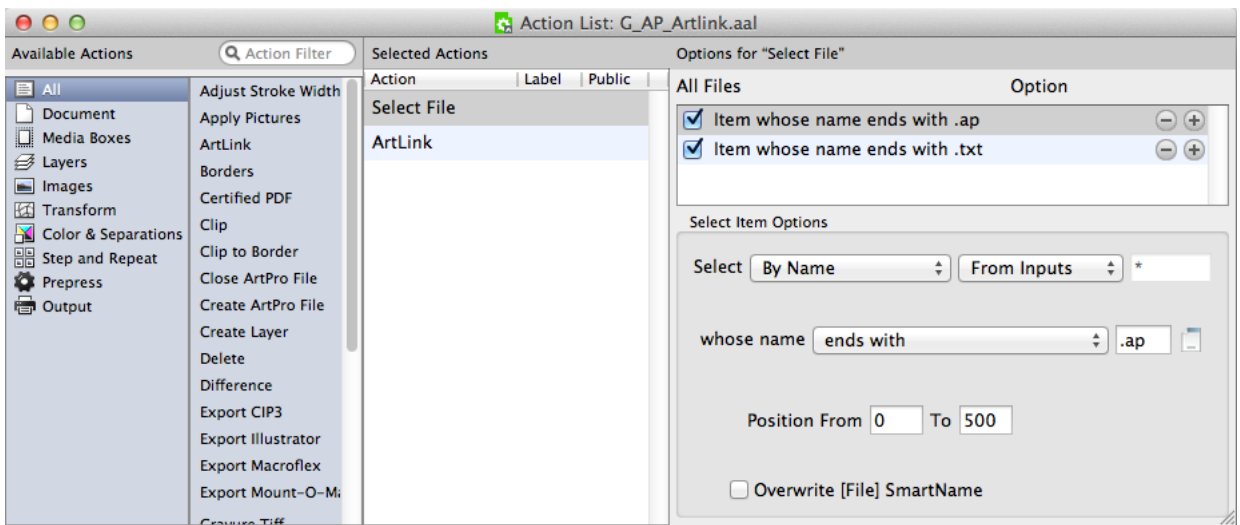 Action List: G_AP_Artlink.aal
Available Actions
Action Filter
Selected Actions
Options for "Select File"
All
Document
Media Boxes
Layers
Images
Transform
Color & Separations
Step and Repeat
Prepress
Output
Adjust Stroke Width
Apply Pictures
ArtLink
Borders
Certified PDF
Clip
Clip to Border
Close ArtPro File
Create ArtPro File
Create Layer
Delete
Difference
Export CIP3
Export Illustrator
Export Macroflex
Export Mount-O-Ma
Gravure Tiff
Action Label Public
Select File
ArtLink
All Files Option
Item whose name ends with .ap
Item whose name ends with .txt
Select Item Options
Select By Name From Inputs *
whose name ends with .ap
Position From 0 To 500
Overwrite [File] SmartName